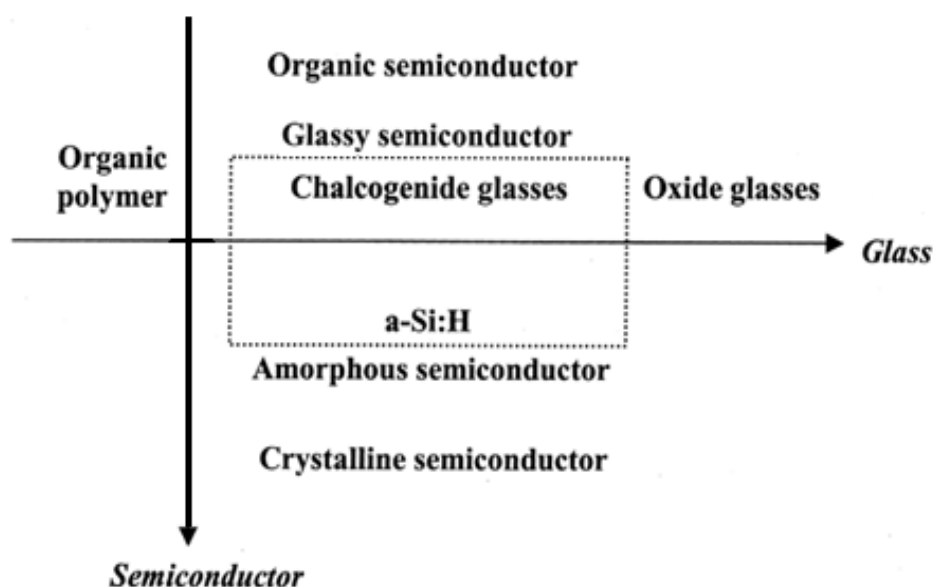 Organic semiconductor
Glassy semiconductor
Organic
polymer
Chalcogenide glasses
Oxide glasses
Glass
a-Si:H
Amorphous semiconductor
Crystalline semiconductor
Semiconductor